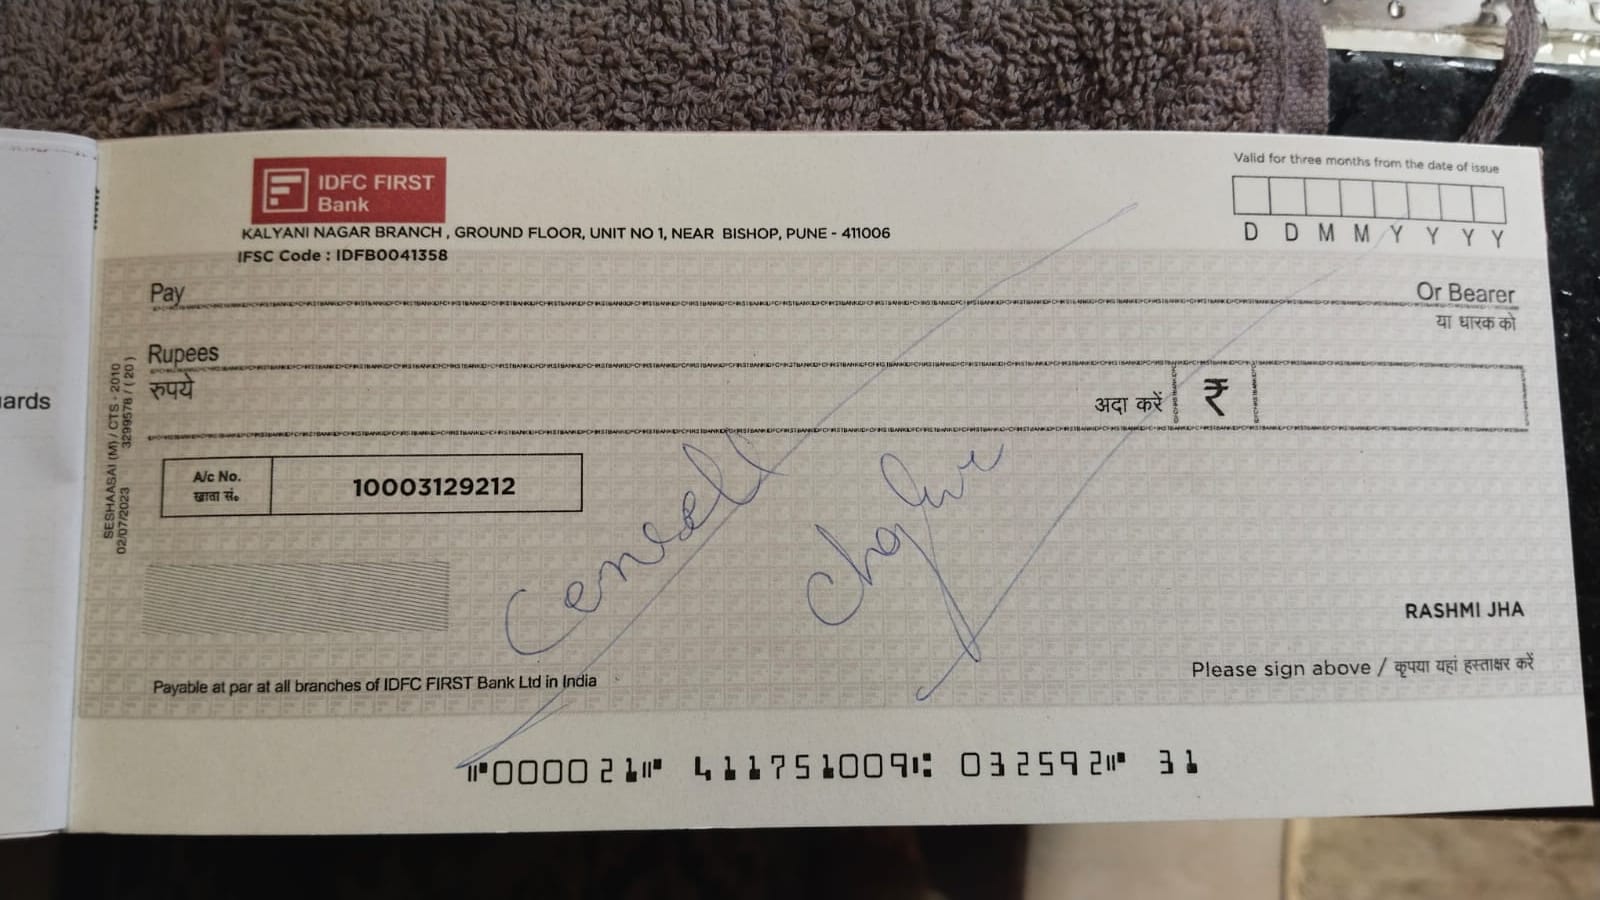 ards
IDFC FIRST
Bank
Valid for three months from the date of issue
D D M M Y Y Y Y
KALYANI NAGAR BRANCH , GROUND FLOOR, UNIT NO 1, NEAR BISHOP, PUNE - 411006
IFSC Code : IDFB0041358
Pay
Or Bearer
या धारक को
Rupees
रुपये
अदा करें ₹
A/c No.
खाता सं॰
10003129212
SESHAASAI (M) / CTS - 2010
02/07/2023 3299578 / ( 20 )
RASHMI JHA
Please sign above / कृपया यहां हस्ताक्षर करें
Payable at par at all branches of IDFC FIRST Bank Ltd in India
⑈000021⑈ 411751009⑆ 032592⑈ 31